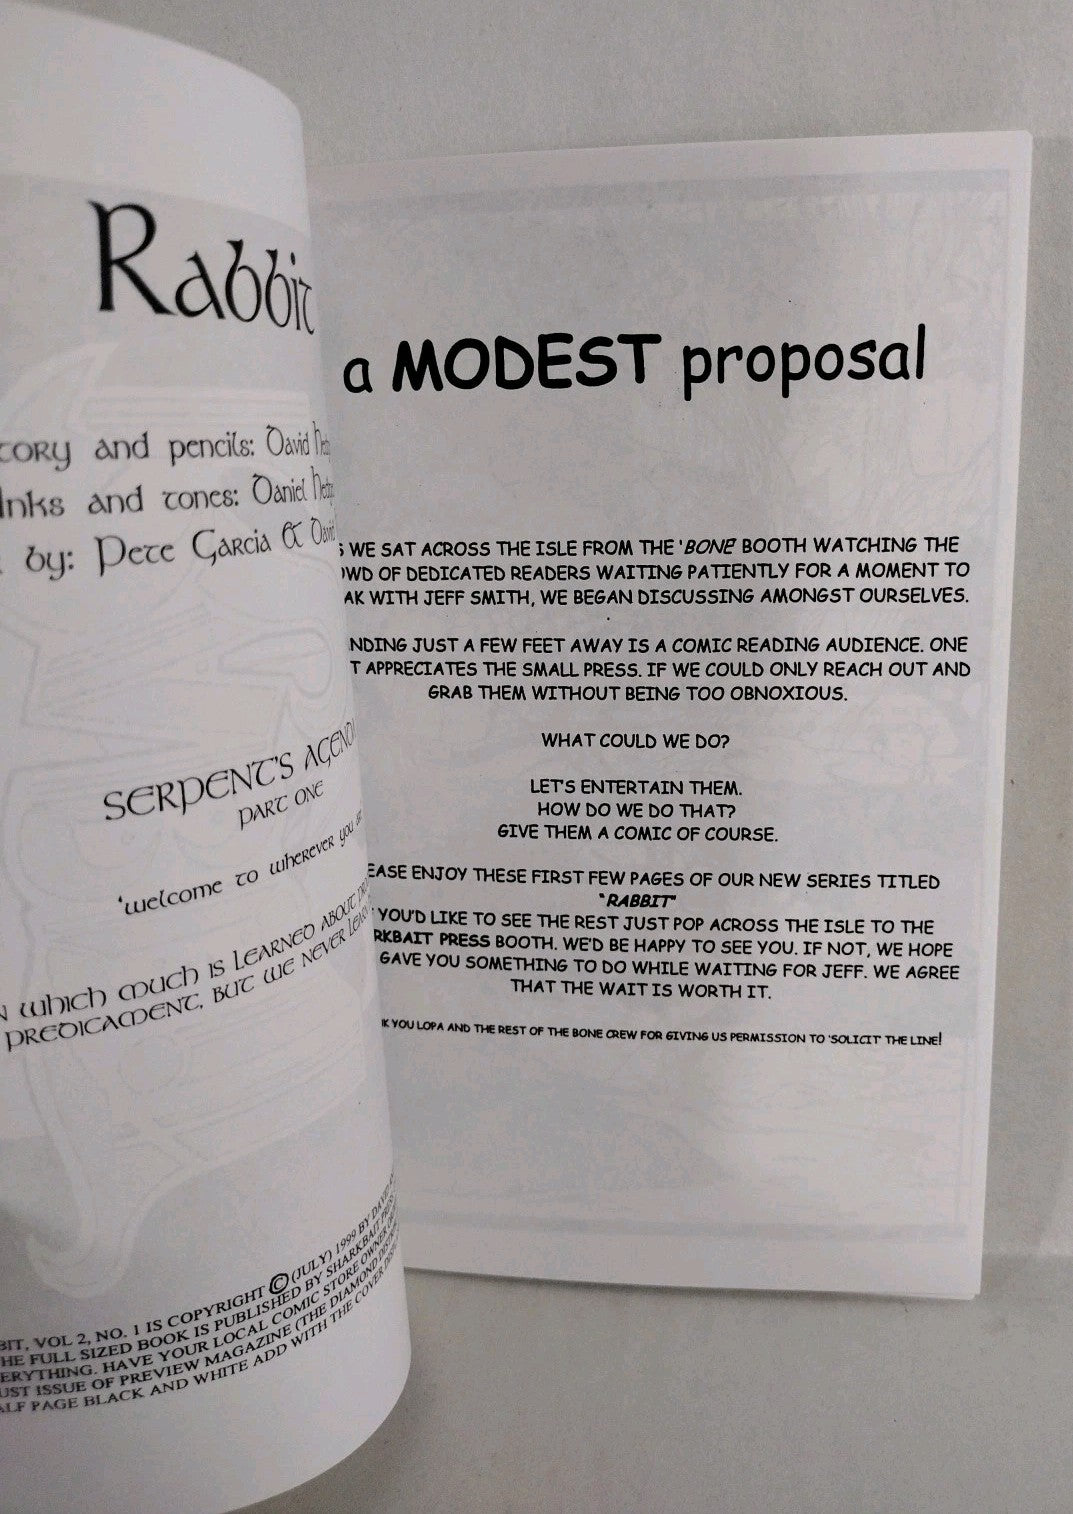 Rabbit
and pencils: David
and tones: Daniel
by: Pete Garcia & David
SERPENT'S AGENDA
PART ONE
'welcome to wherever you
which much is learned about
predicament, but we never
VOL 2, NO. 1 IS COPYRIGHT © (JULY) 1999 BY DAVID
FULL SIZED BOOK IS PUBLISHED BY SHARKBAIT PRESS
HAVE YOUR LOCAL COMIC STORE OWNER
ISSUE OF PREVIEW MAGAZINE (THE DIAMOND
PAGE BLACK AND WHITE ADD WITH THE COVER
a MODEST proposal
WE SAT ACROSS THE ISLE FROM THE 'BONE' BOOTH WATCHING THE
OF DEDICATED READERS WAITING PATIENTLY FOR A MOMENT TO
WITH JEFF SMITH, WE BEGAN DISCUSSING AMONGST OURSELVES.
NDING JUST A FEW FEET AWAY IS A COMIC READING AUDIENCE. ONE
T APPRECIATES THE SMALL PRESS. IF WE COULD ONLY REACH OUT AND
GRAB THEM WITHOUT BEING TOO OBNOXIOUS.
WHAT COULD WE DO?
LET'S ENTERTAIN THEM.
HOW DO WE DO THAT?
GIVE THEM A COMIC OF COURSE.
EASE ENJOY THESE FIRST FEW PAGES OF OUR NEW SERIES TITLED
"RABBIT"
YOU'D LIKE TO SEE THE REST JUST POP ACROSS THE ISLE TO THE
RKBAIT PRESS BOOTH. WE'D BE HAPPY TO SEE YOU. IF NOT, WE HOPE
GAVE YOU SOMETHING TO DO WHILE WAITING FOR JEFF. WE AGREE
THAT THE WAIT IS WORTH IT.
K YOU LOPA AND THE REST OF THE BONE CREW FOR GIVING US PERMISSION TO 'SOLICIT' THE LINE!